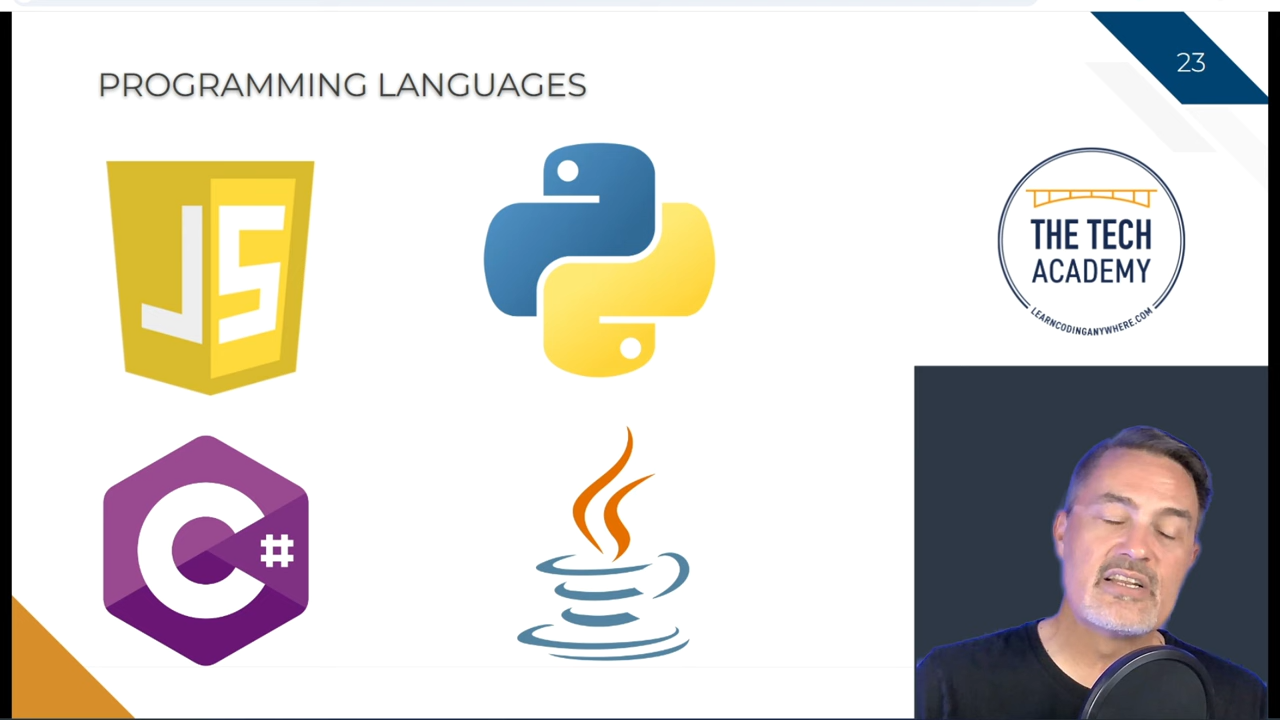 23
PROGRAMMING LANGUAGES
JS
THE TECH
ACADEMY
LEARNCODINGANYWHERE.COM
C#